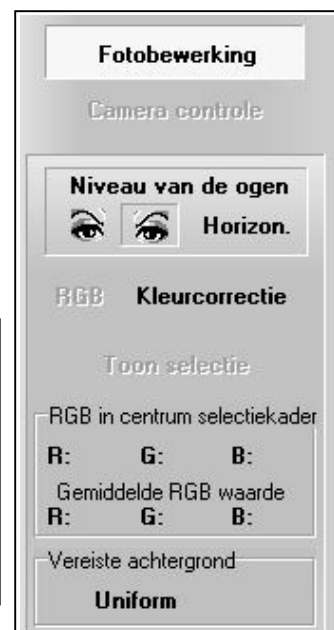 Fotobewerking
Camera controle
Niveau van de ogen
Horizon.
RGB Kleurcorrectie
Toon selectie
RGB in centrum selectiekader
R: G: B:
Gemiddelde RGB waarde
R: G: B:
Vereiste achtergrond
Uniform